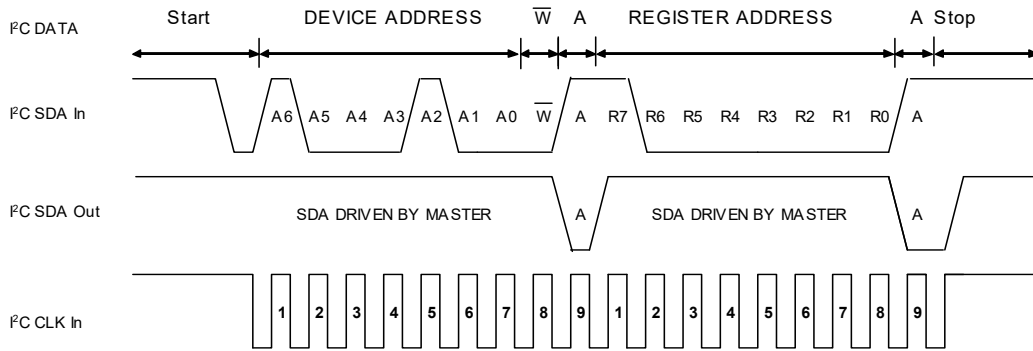 I²C DATA Start DEVICE ADDRESS W̅ A REGISTER ADDRESS A Stop
I²C SDA In A6 A5 A4 A3 A2 A1 A0 W̅ A R7 R6 R5 R4 R3 R2 R1 R0 A
I²C SDA Out SDA DRIVEN BY MASTER A SDA DRIVEN BY MASTER A
I²C CLK In 1 2 3 4 5 6 7 8 9 1 2 3 4 5 6 7 8 9